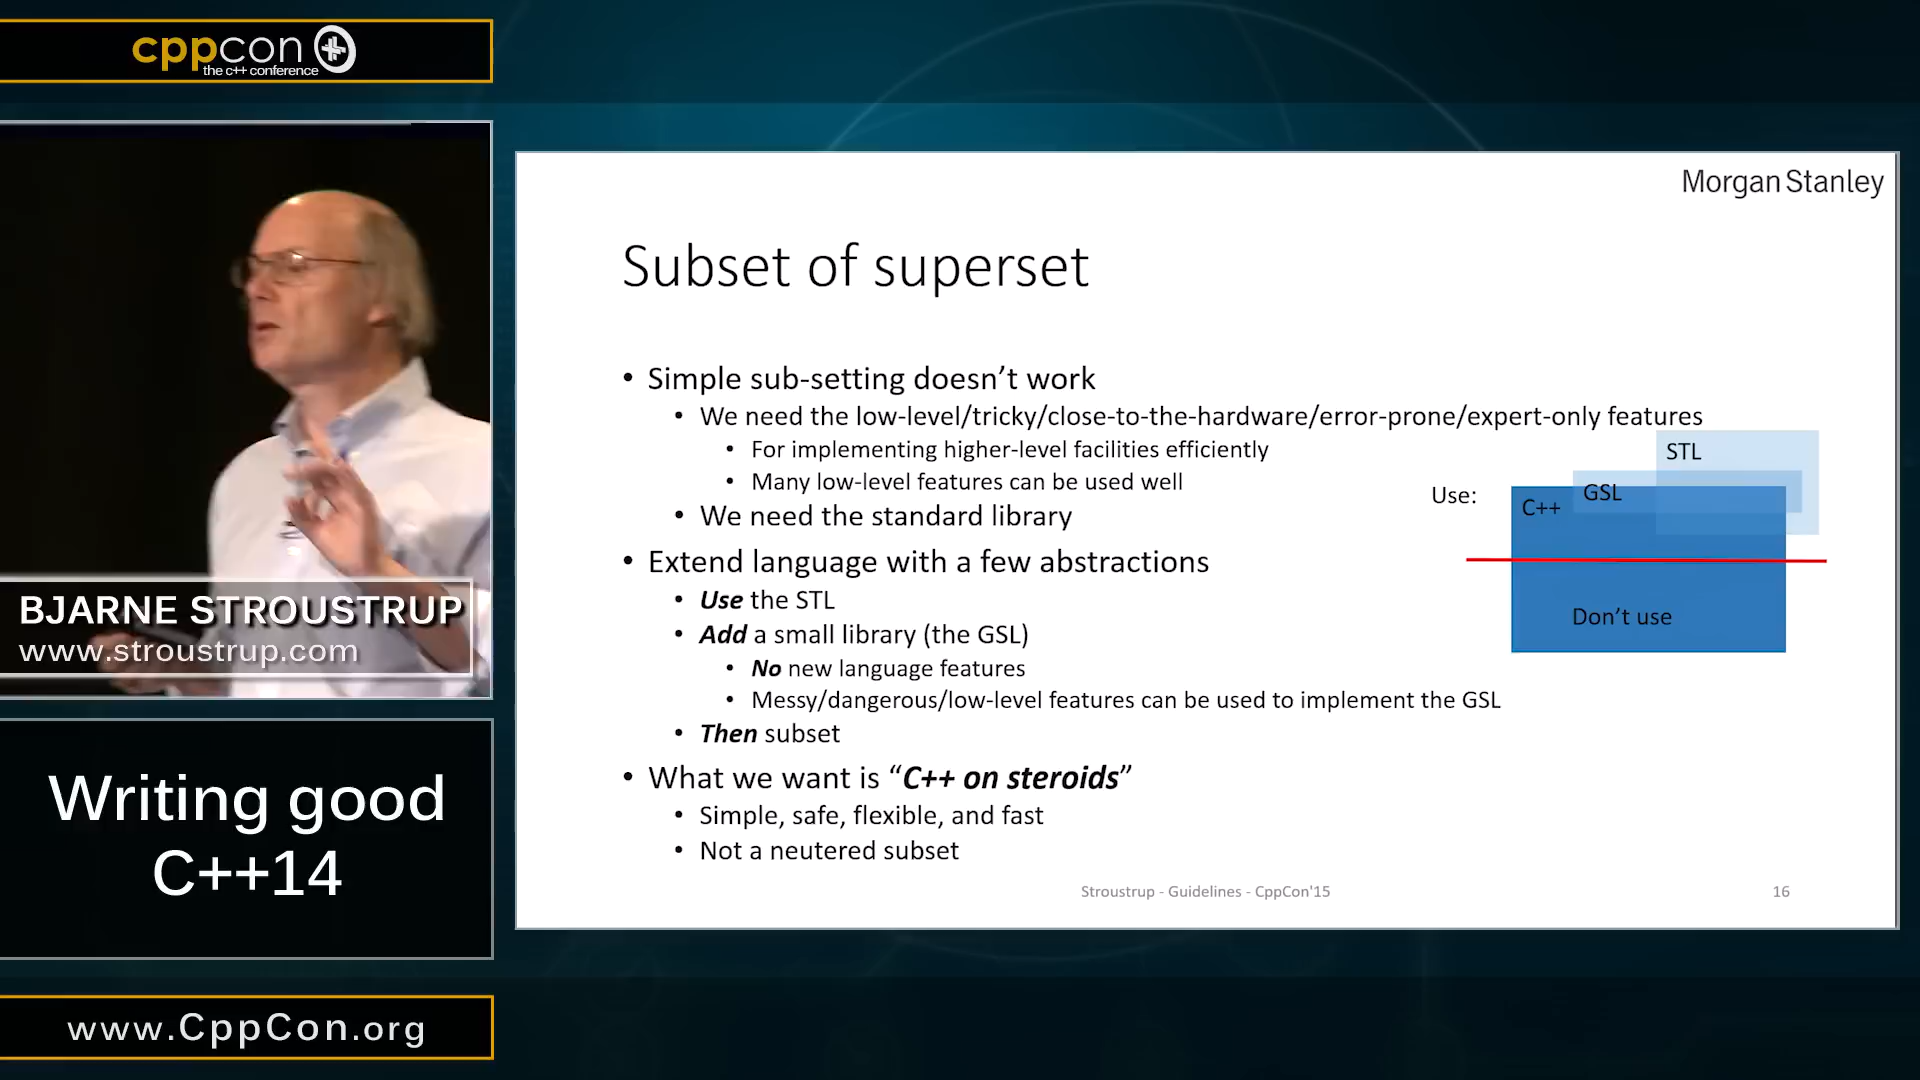 cppcon
the c++ conference
BJARNE STROUSTRUP
www.stroustrup.com
Writing good
C++14
www.CppCon.org
Morgan Stanley
Subset of superset
• Simple sub-setting doesn’t work
• We need the low-level/tricky/close-to-the-hardware/error-prone/expert-only features
• For implementing higher-level facilities efficiently
• Many low-level features can be used well
• We need the standard library
• Extend language with a few abstractions
• Use the STL
• Add a small library (the GSL)
• No new language features
• Messy/dangerous/low-level features can be used to implement the GSL
• Then subset
• What we want is “C++ on steroids”
• Simple, safe, flexible, and fast
• Not a neutered subset
Use:
STL
GSL
C++
Don’t use
Stroustrup - Guidelines - CppCon'15
16